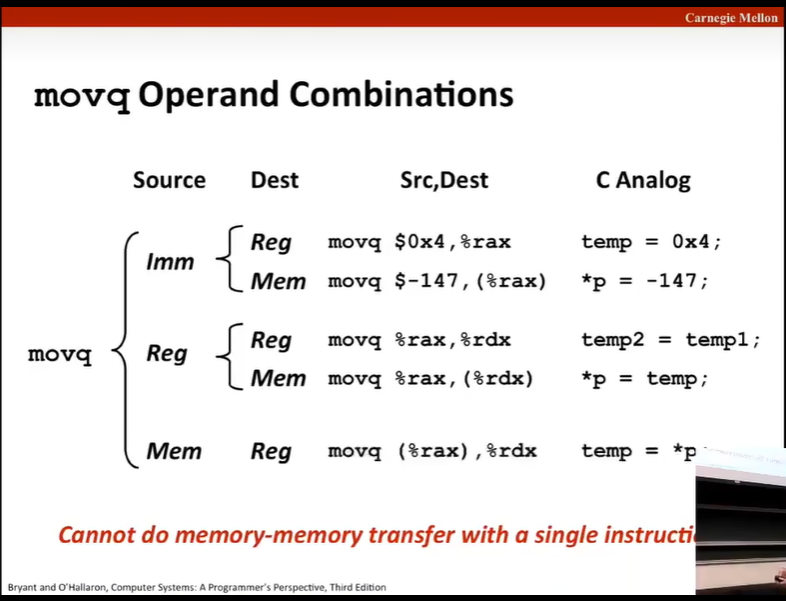 Carnegie Mellon
movq Operand Combinations
Source Dest Src,Dest C Analog
Imm
Reg movq $0x4,%rax temp = 0x4;
Mem movq $-147,(%rax) *p = -147;
movq
Reg
Reg movq %rax,%rdx temp2 = temp1;
Mem movq %rax,(%rdx) *p = temp;
Mem Reg movq (%rax),%rdx temp = *p
Cannot do memory-memory transfer with a single
Bryant and O'Hallaron, Computer Systems: A Programmer's Perspective, Third Edition